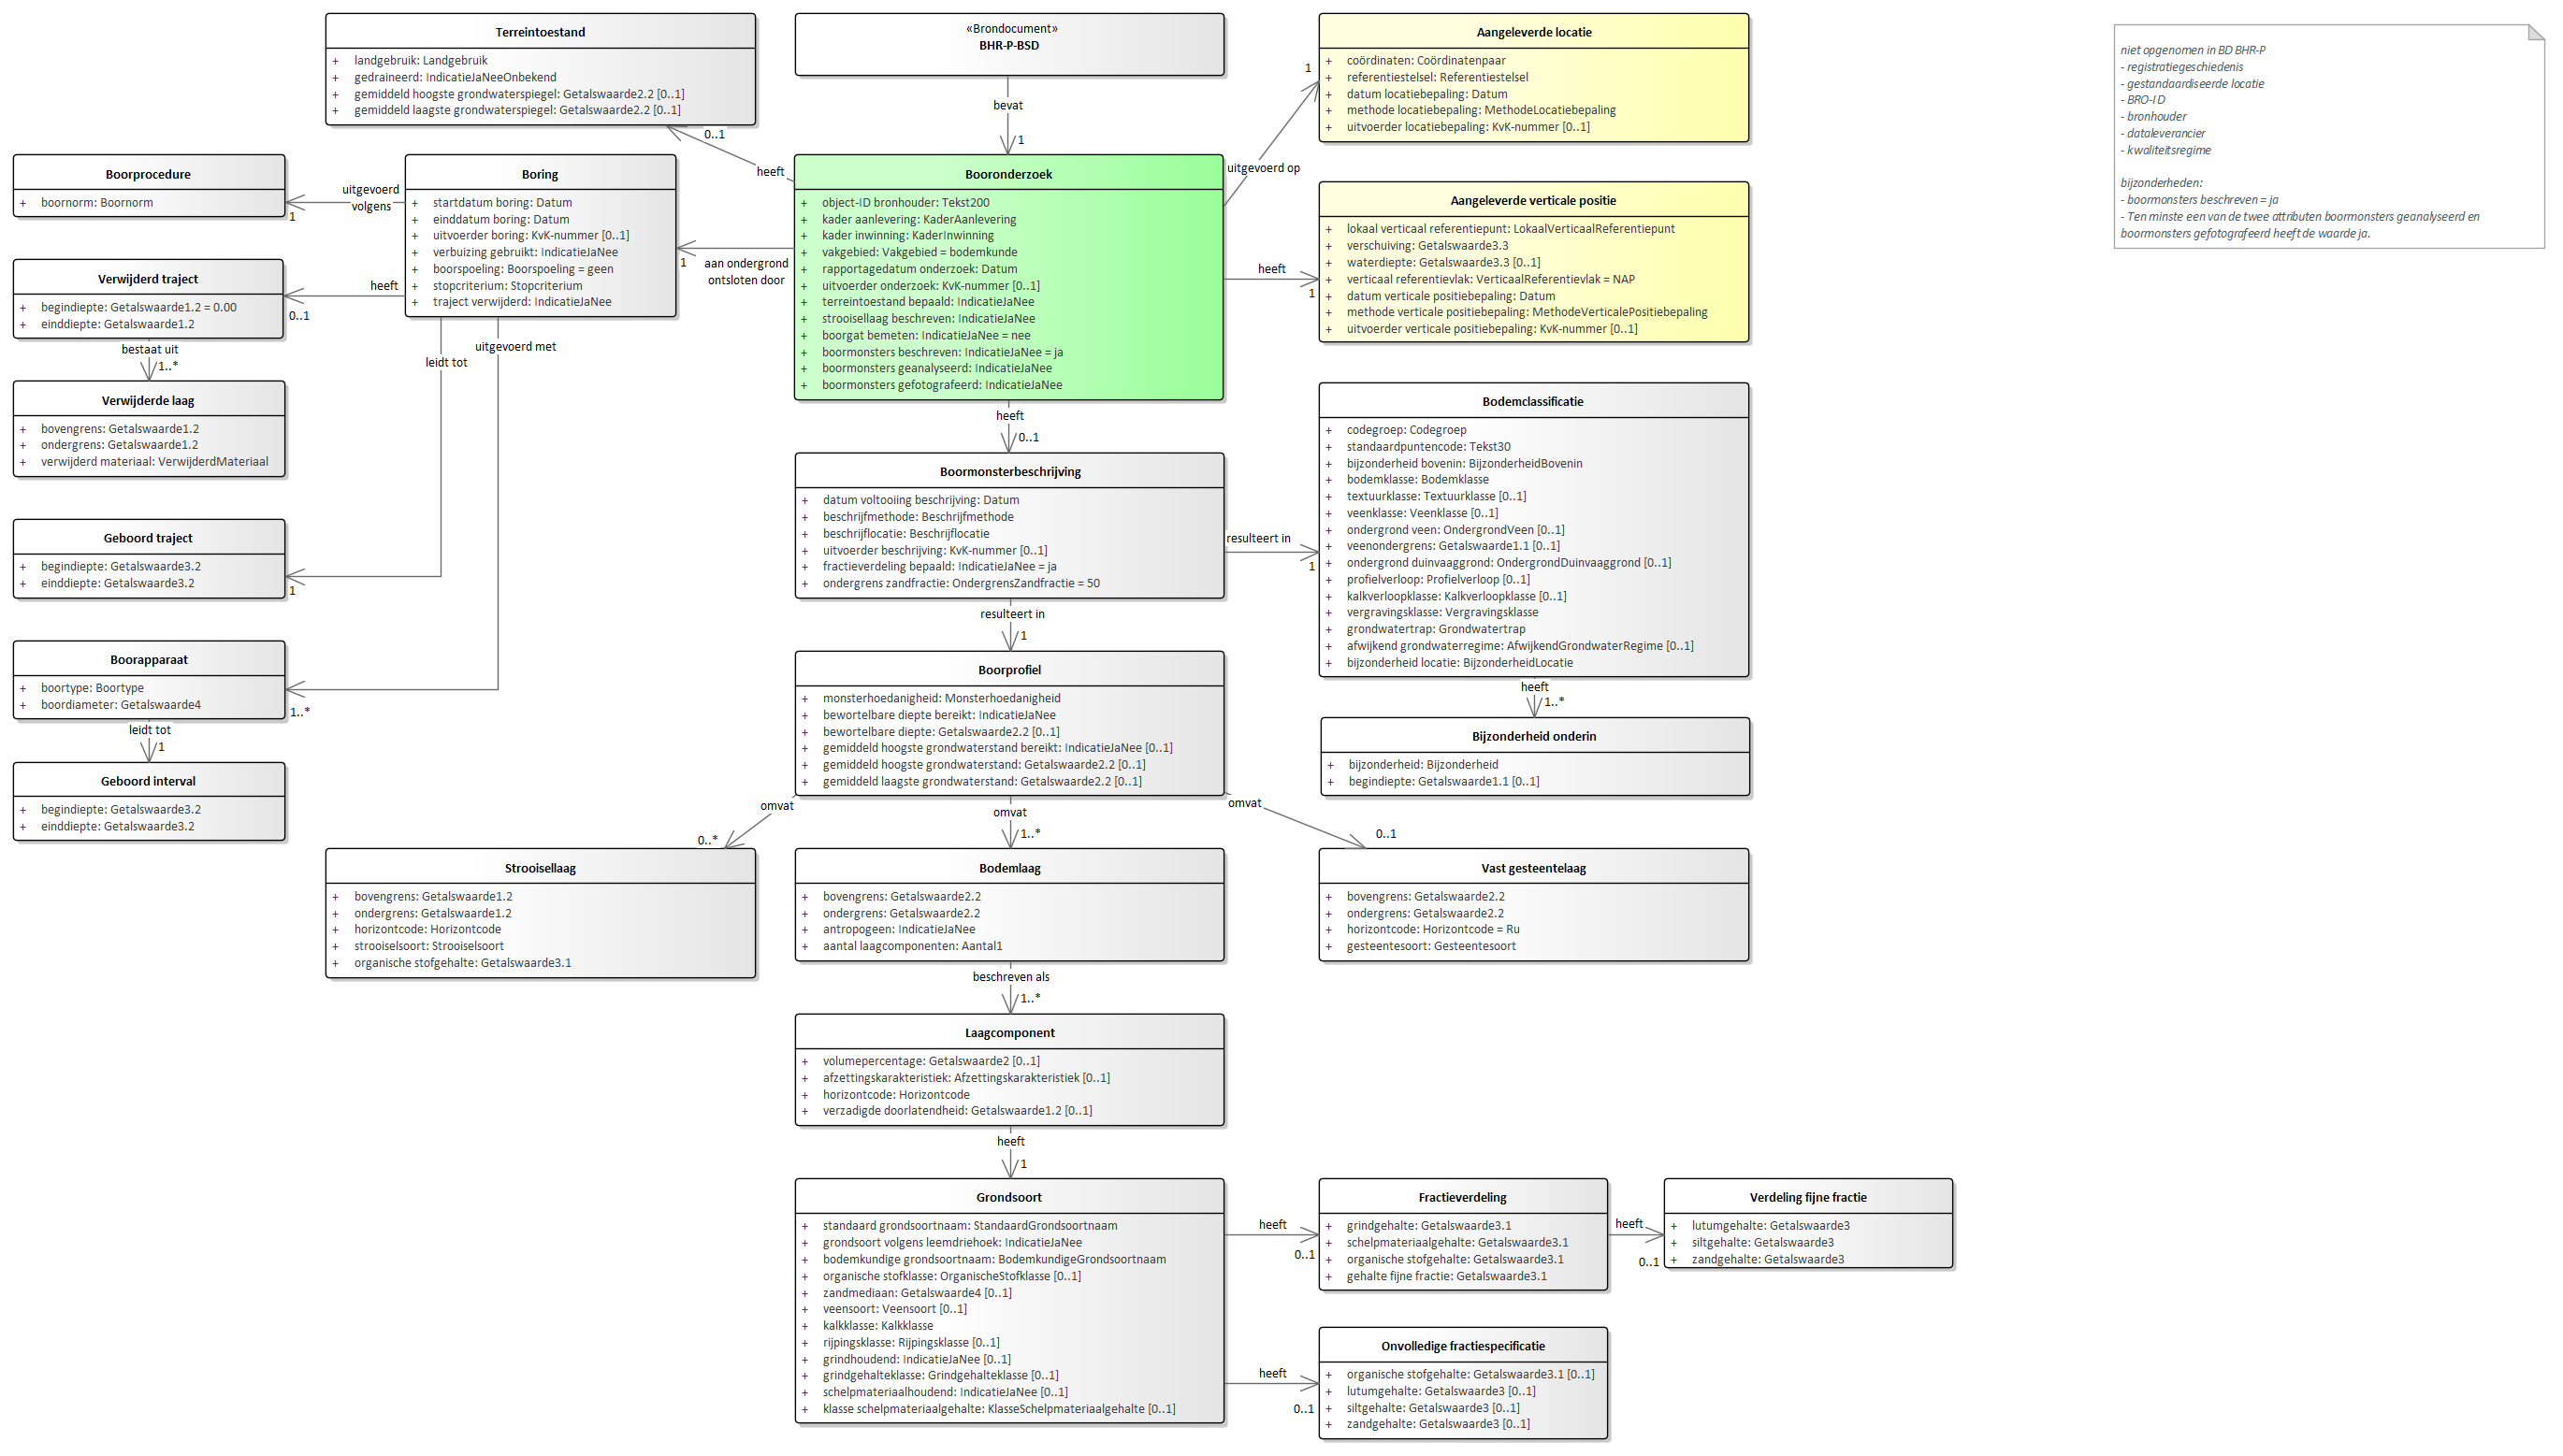 Terreintoestand
+ landgebruik: Landgebruik
+ gedraineerd: IndicatieJaNeeOnbekend
+ gemiddeld hoogste grondwaterspiegel: Getalswaarde2.2 [0..1]
+ gemiddeld laagste grondwaterspiegel: Getalswaarde2.2 [0..1]
0..1
heeft
«Brondocument»
BHR-P-BSD
bevat
1
Aangeleverde locatie
+ coördinaten: Coördinatenpaar
+ referentiestelsel: Referentiestelsel
+ datum locatiebepaling: Datum
+ methode locatiebepaling: MethodeLocatiebepaling
+ uitvoerder locatiebepaling: KvK-nummer [0..1]
1
uitgevoerd op
niet opgenomen in BD BHR-P
- registratiegeschiedenis
- gestandaardiseerde locatie
- BRO-ID
- bronhouder
- dataleverancier
- kwaliteitsregime
bijzonderheden:
- boormonsters beschreven = ja
- Ten minste een van de twee attributen boormonsters geanalyseerd en
boormonsters gefotografeerd heeft de waarde ja.
Boorprocedure
+ boornorm: Boornorm
uitgevoerd
volgens
1
Boring
+ startdatum boring: Datum
+ einddatum boring: Datum
+ uitvoerder boring: KvK-nummer [0..1]
+ verbuizing gebruikt: IndicatieJaNee
+ boorspoeling: Boorspoeling = geen
+ stopcriterium: Stopcriterium
+ traject verwijderd: IndicatieJaNee
1
aan ondergrond
ontsloten door
Booronderzoek
+ object-ID bronhouder: Tekst200
+ kader aanlevering: KaderAanlevering
+ kader inwinning: KaderInwinning
+ vakgebied: Vakgebied = bodemkunde
+ rapportagedatum onderzoek: Datum
+ uitvoerder onderzoek: KvK-nummer [0..1]
+ terreintoestand bepaald: IndicatieJaNee
+ strooisellaag beschreven: IndicatieJaNee
+ boorgat bemeten: IndicatieJaNee = nee
+ boormonsters beschreven: IndicatieJaNee = ja
+ boormonsters geanalyseerd: IndicatieJaNee
+ boormonsters gefotografeerd: IndicatieJaNee
heeft
1
Aangeleverde verticale positie
+ lokaal verticaal referentiepunt: LokaalVerticaalReferentiepunt
+ verschuiving: Getalswaarde3.3
+ waterdiepte: Getalswaarde3.3 [0..1]
+ verticaal referentievlak: VerticaalReferentievlak = NAP
+ datum verticale positiebepaling: Datum
+ methode verticale positiebepaling: MethodeVerticalePositiebepaling
+ uitvoerder verticale positiebepaling: KvK-nummer [0..1]
Verwijderd traject
+ begindiepte: Getalswaarde1.2 = 0.00
+ einddiepte: Getalswaarde1.2
heeft
0..1
bestaat uit
1..*
uitgevoerd met
leidt tot
Verwijderde laag
+ bovengrens: Getalswaarde1.2
+ ondergrens: Getalswaarde1.2
+ verwijderd materiaal: VerwijderdMateriaal
heeft
0..1
Boormonsterbeschrijving
+ datum voltooiing beschrijving: Datum
+ beschrijfmethode: Beschrijfmethode
+ beschrijflocatie: Beschrijflocatie
+ uitvoerder beschrijving: KvK-nummer [0..1]
+ fractieverdeling bepaald: IndicatieJaNee = ja
+ ondergrens zandfractie: OndergrensZandfractie = 50
resulteert in
1
Bodemclassificatie
+ codegroep: Codegroep
+ standaardpuntencode: Tekst30
+ bijzonderheid bovenin: BijzonderheidBovenin
+ bodemklasse: Bodemklasse
+ textuurklasse: Textuurklasse [0..1]
+ veenklasse: Veenklasse [0..1]
+ ondergrond veen: OndergrondVeen [0..1]
+ veenondergrens: Getalswaarde1.1 [0..1]
+ ondergrond duinvaaggrond: OndergrondDuinvaaggrond [0..1]
+ profielverloop: Profielverloop [0..1]
+ kalkverloopklasse: Kalkverloopklasse [0..1]
+ vergravingsklasse: Vergravingsklasse
+ grondwatertrap: Grondwatertrap
+ afwijkend grondwaterregime: AfwijkendGrondwaterRegime [0..1]
+ bijzonderheid locatie: BijzonderheidLocatie
heeft
1..*
Geboord traject
+ begindiepte: Getalswaarde3.2
+ einddiepte: Getalswaarde3.2
1
resulteert in
1
Boorapparaat
+ boortype: Boortype
+ boordiameter: Getalswaarde4
1..*
leidt tot
1
Boorprofiel
+ monsterhoedanigheid: Monsterhoedanigheid
+ bewortelbare diepte bereikt: IndicatieJaNee
+ bewortelbare diepte: Getalswaarde2.2 [0..1]
+ gemiddeld hoogste grondwaterstand bereikt: IndicatieJaNee [0..1]
+ gemiddeld hoogste grondwaterstand: Getalswaarde2.2 [0..1]
+ gemiddeld laagste grondwaterstand: Getalswaarde2.2 [0..1]
Bijzonderheid onderin
+ bijzonderheid: Bijzonderheid
+ begindiepte: Getalswaarde1.1 [0..1]
Geboord interval
+ begindiepte: Getalswaarde3.2
+ einddiepte: Getalswaarde3.2
omvat
0..*
omvat
1..*
omvat
0..1
Strooisellaag
+ bovengrens: Getalswaarde1.2
+ ondergrens: Getalswaarde1.2
+ horizontcode: Horizontcode
+ strooiselsoort: Strooiselsoort
+ organische stofgehalte: Getalswaarde3.1
Bodemlaag
+ bovengrens: Getalswaarde2.2
+ ondergrens: Getalswaarde2.2
+ antropogeen: IndicatieJaNee
+ aantal laagcomponenten: Aantal1
Vast gesteentelaag
+ bovengrens: Getalswaarde2.2
+ ondergrens: Getalswaarde2.2
+ horizontcode: Horizontcode = Ru
+ gesteentesoort: Gesteentesoort
beschreven als
1..*
Laagcomponent
+ volumepercentage: Getalswaarde2 [0..1]
+ afzettingskarakteristiek: Afzettingskarakteristiek [0..1]
+ horizontcode: Horizontcode
+ verzadigde doorlatendheid: Getalswaarde1.2 [0..1]
heeft
1
Grondsoort
+ standaard grondsoortnaam: StandaardGrondsoortnaam
+ grondsoort volgens leemdriehoek: IndicatieJaNee
+ bodemkundige grondsoortnaam: BodemkundigeGrondsoortnaam
+ organische stofklasse: OrganischeStofklasse [0..1]
+ zandmediaan: Getalswaarde4 [0..1]
+ veensoort: Veensoort [0..1]
+ kalkklasse: Kalkklasse
+ rijpingsklasse: Rijpingsklasse [0..1]
+ grindhoudend: IndicatieJaNee [0..1]
+ grindgehalteklasse: Grindgehalteklasse [0..1]
+ schelpmateriaalhoudend: IndicatieJaNee [0..1]
+ klasse schelpmateriaalgehalte: KlasseSchelpmateriaalgehalte [0..1]
heeft
0..1
Fractieverdeling
+ grindgehalte: Getalswaarde3.1
+ schelpmateriaalgehalte: Getalswaarde3.1
+ organische stofgehalte: Getalswaarde3.1
+ gehalte fijne fractie: Getalswaarde3.1
heeft
0..1
Verdeling fijne fractie
+ lutumgehalte: Getalswaarde3
+ siltgehalte: Getalswaarde3
+ zandgehalte: Getalswaarde3
heeft
0..1
Onvolledige fractiespecificatie
+ organische stofgehalte: Getalswaarde3.1 [0..1]
+ lutumgehalte: Getalswaarde3 [0..1]
+ siltgehalte: Getalswaarde3 [0..1]
+ zandgehalte: Getalswaarde3 [0..1]